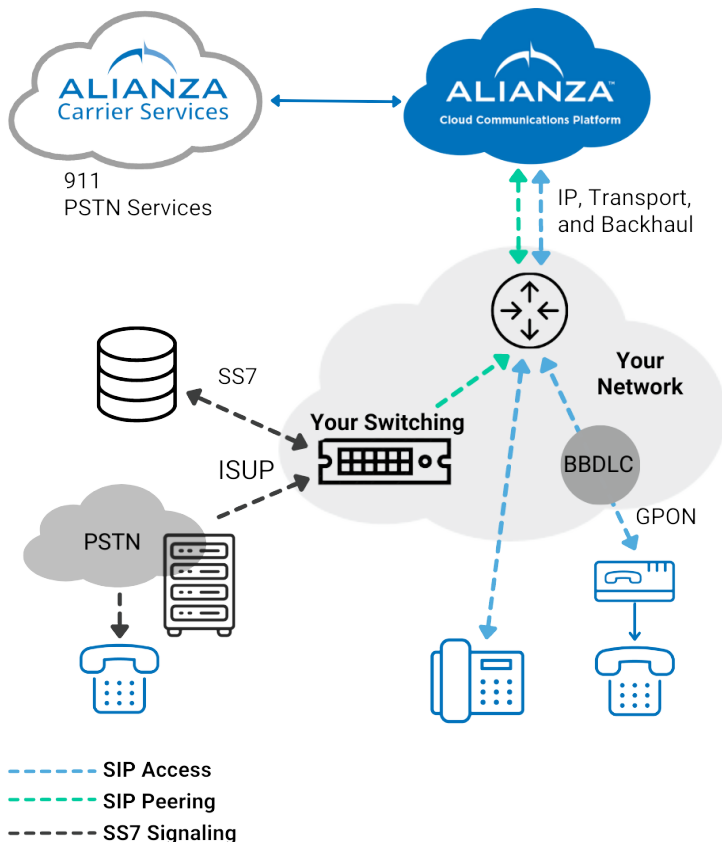 ALIANZA
Carrier Services
ALIANZA™
Cloud Communications Platform
911
PSTN Services
IP, Transport,
and Backhaul
Your
Network
SS7
Your Switching
ISUP
BBDLC
GPON
PSTN
SIP Access
SIP Peering
SS7 Signaling